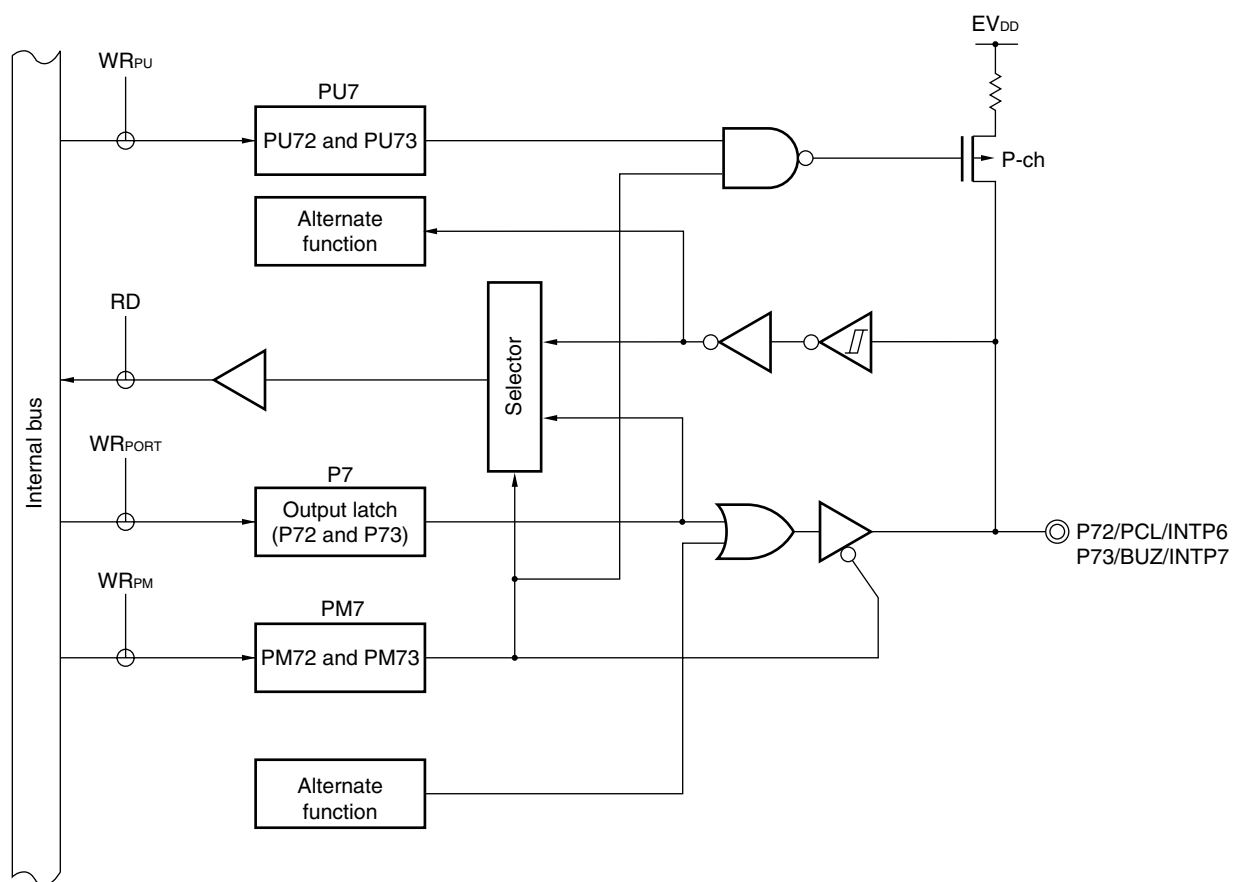 EVDD
WRPU
PU7
PU72 and PU73
P-ch
Alternate
function
RD
Selector
Internal bus
WRPORT
P7
Output latch
(P72 and P73)
P72/PCL/INTP6
P73/BUZ/INTP7
WRPM
PM7
PM72 and PM73
Alternate
function